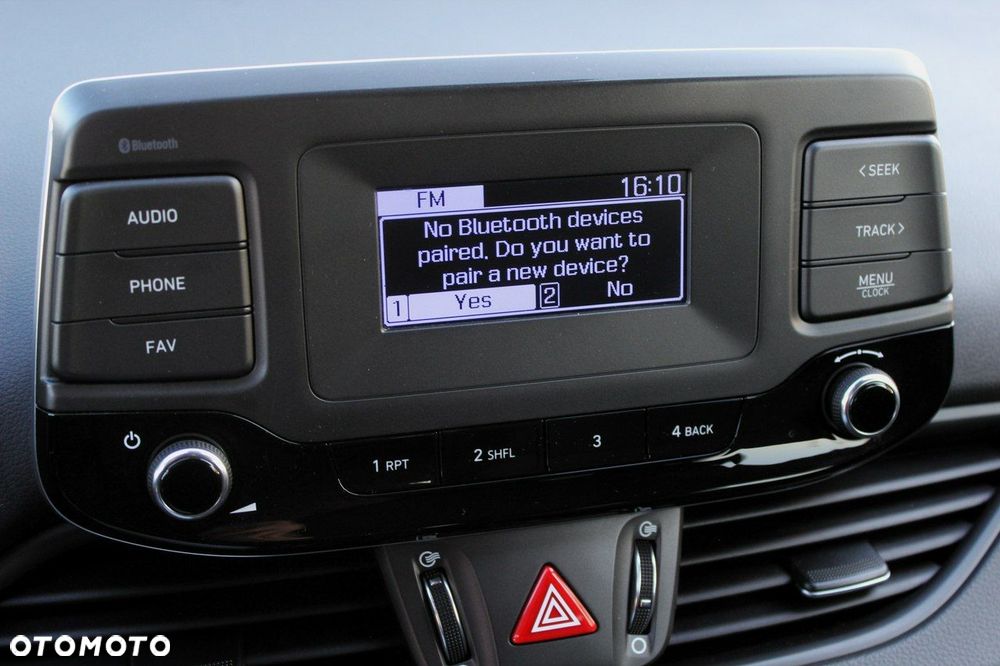 Bluetooth
AUDIO
PHONE
FAV
FM 16:10
No Bluetooth devices
paired. Do you want to
pair a new device?
1 Yes 2 No
< SEEK
TRACK >
MENU
CLOCK
1 RPT
2 SHFL
3
4 BACK
OTOMOTO